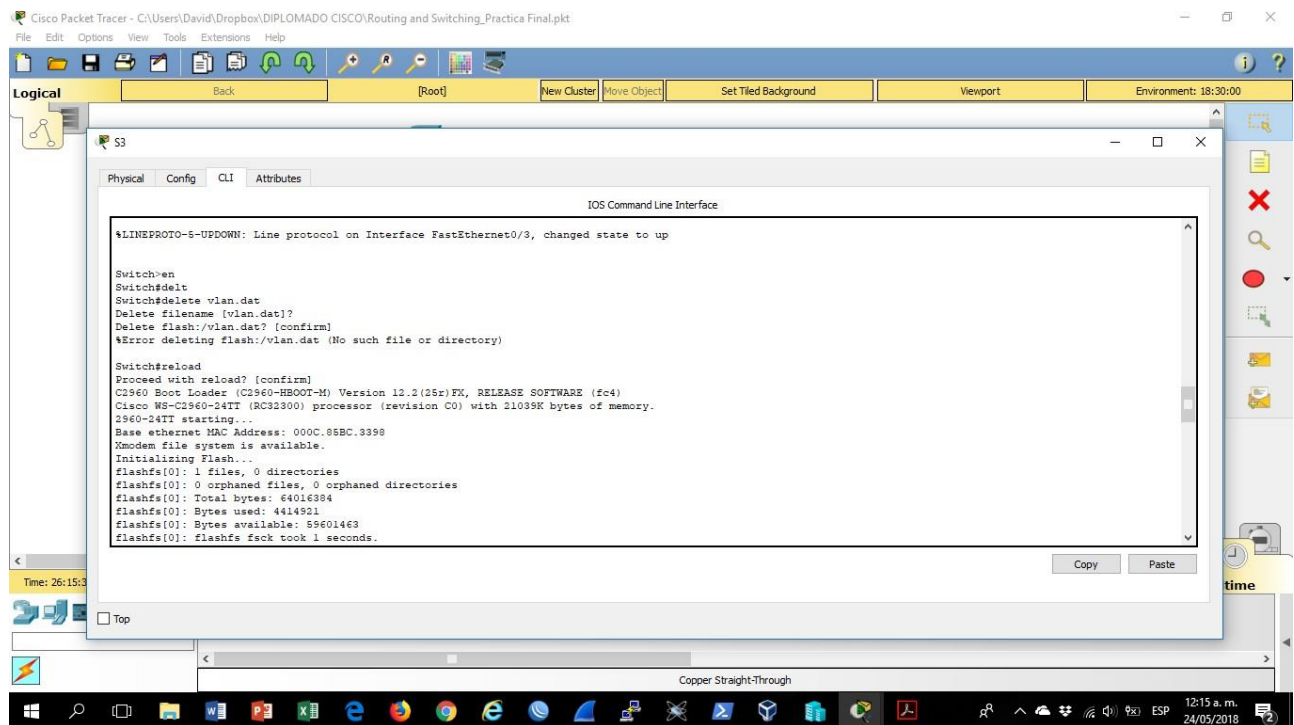 Cisco Packet Tracer - C:\Users\David\Dropbox\DIPLOMADO CISCO\Routing and Switching_Practica Final.pkt
File Edit Options View Tools Extensions Help
Logical Back [Root] New Cluster Move Object Set Tiled Background Viewport Environment: 18:30:00
S3
Physical Config CLI Attributes
IOS Command Line Interface
%LINEPROTO-5-UPDOWN: Line protocol on Interface FastEthernet0/3, changed state to up
Switch>en
Switch#delt
Switch#delete vlan.dat
Delete filename [vlan.dat]?
Delete flash:/vlan.dat? [confirm]
%Error deleting flash:/vlan.dat (No such file or directory)
Switch#reload
Proceed with reload? [confirm]
C2960 Boot Loader (C2960-HBOOT-M) Version 12.2(25r)FX, RELEASE SOFTWARE (fc4)
Cisco WS-C2960-24TT (RC32300) processor (revision C0) with 21039K bytes of memory.
2960-24TT starting...
Base ethernet MAC Address: 000C.85BC.3398
Xmodem file system is available.
Initializing Flash...
flashfs[0]: 1 files, 0 directories
flashfs[0]: 0 orphaned files, 0 orphaned directories
flashfs[0]: Total bytes: 64016384
flashfs[0]: Bytes used: 4414921
flashfs[0]: Bytes available: 59601463
flashfs[0]: flashfs fsck took 1 seconds.
Copy Paste
Time: 26:15:3 time
Top
Copper Straight-Through
ESP 12:15 a. m.
24/05/2018